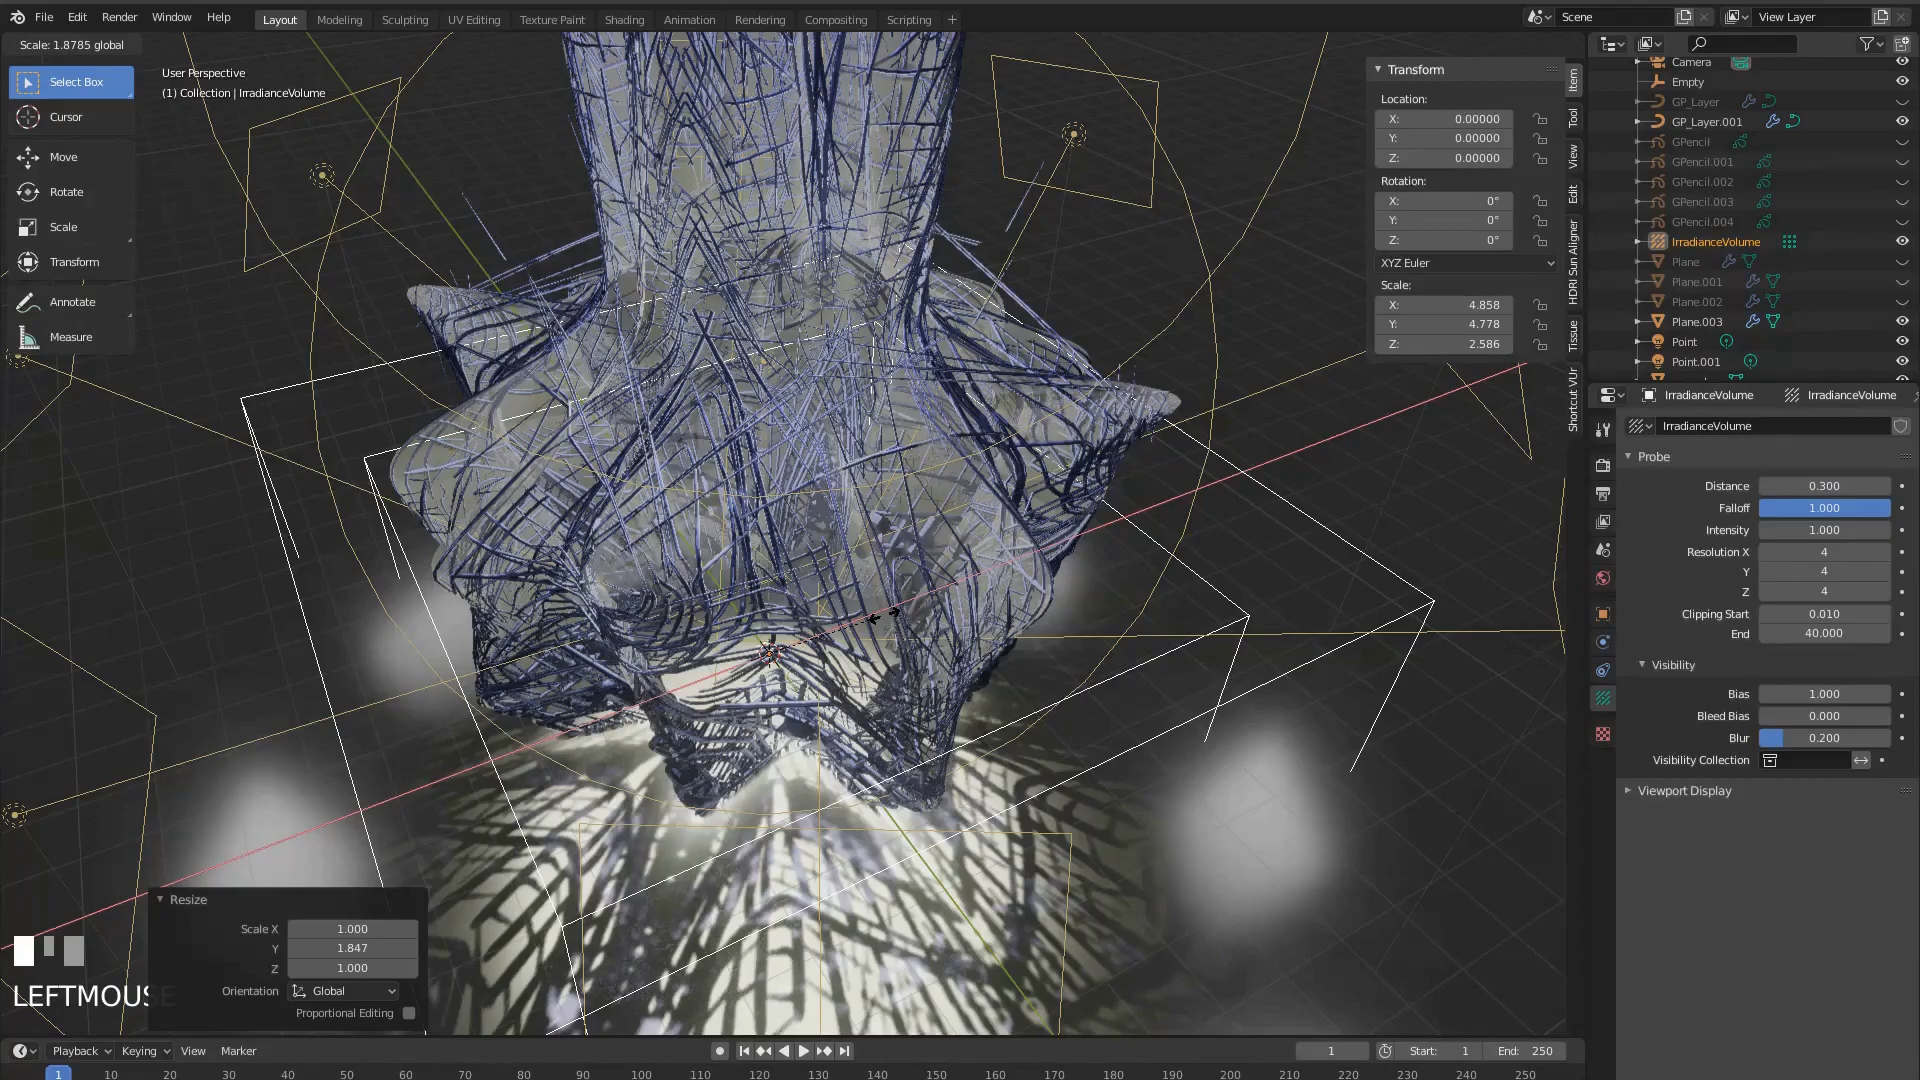 File Edit Render Window Help
Layout Modeling Sculpting UV Editing Texture Paint Shading Animation Rendering Compositing Scripting +
Scene
View Layer
Scale: 1.8785 global
Select Box
Cursor
Move
Rotate
Scale
Transform
Annotate
Measure
User Perspective
(1) Collection | IrradianceVolume
Transform
Location:
X: 0.00000
Y: 0.00000
Z: 0.00000
Rotation:
X: 0°
Y: 0°
Z: 0°
XYZ Euler
Scale:
X: 4.858
Y: 4.778
Z: 2.586
Item
Tool
View
Edit
HDRI Sun Aligner
Tissue
Shortcut VUr
Camera
Empty
GP_Layer
GP_Layer.001
GPencil
GPencil.001
GPencil.002
GPencil.003
GPencil.004
IrradianceVolume
Plane
Plane.001
Plane.002
Plane.003
Point
Point.001
IrradianceVolume IrradianceVolume
IrradianceVolume
Probe
Distance 0.300
Falloff 1.000
Intensity 1.000
Resolution X 4
Y 4
Z 4
Clipping Start 0.010
End 40.000
Visibility
Bias 1.000
Bleed Bias 0.000
Blur 0.200
Visibility Collection
Viewport Display
Resize
Scale X 1.000
Y 1.847
Z 1.000
Orientation Global
Proportional Editing
LEFTMOUSE
Playback Keying View Marker
1 Start: 1 End: 250
1 10 20 30 40 50 60 70 80 90 100 110 120 130 140 150 160 170 180 190 200 210 220 230 240 250